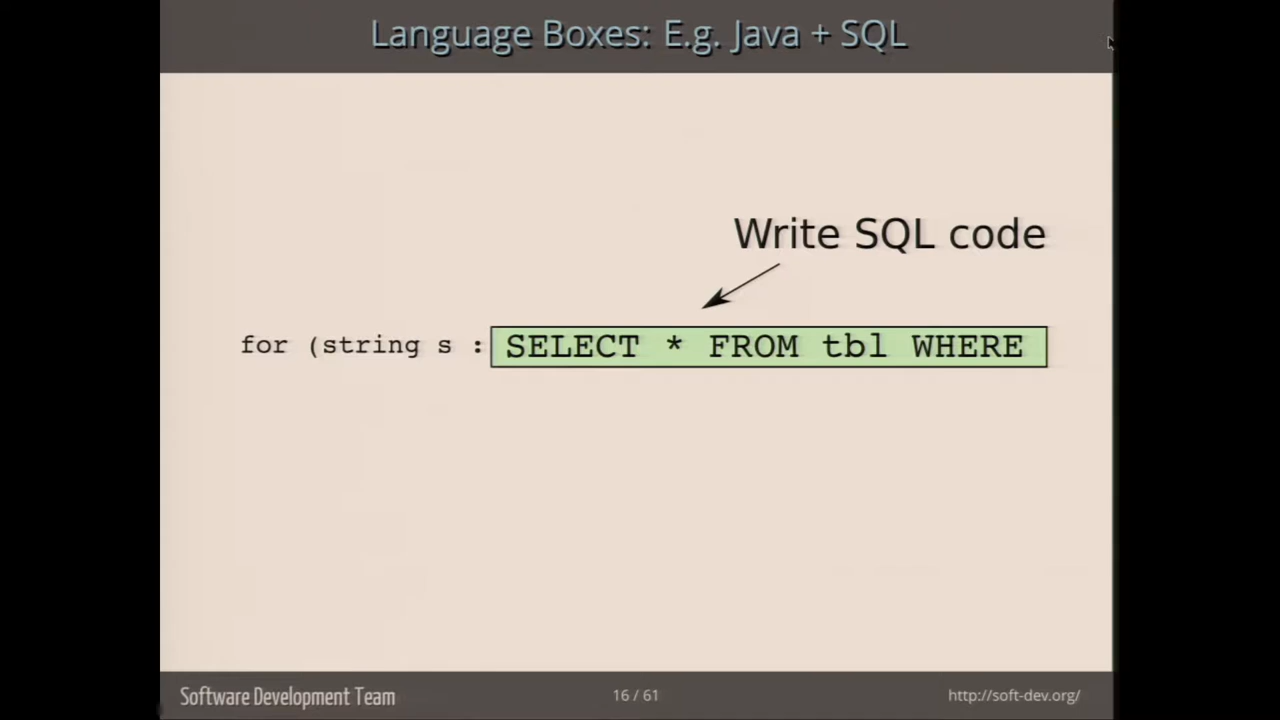 Language Boxes: E.g. Java + SQL
Write SQL code
for (string s : SELECT * FROM tbl WHERE
Software Development Team 16 / 61 http://soft-dev.org/